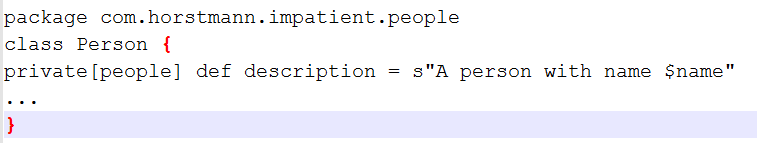 package com.horstmann.impatient.people
class Person {
private[people] def description = s"A person with name $name"
...
}